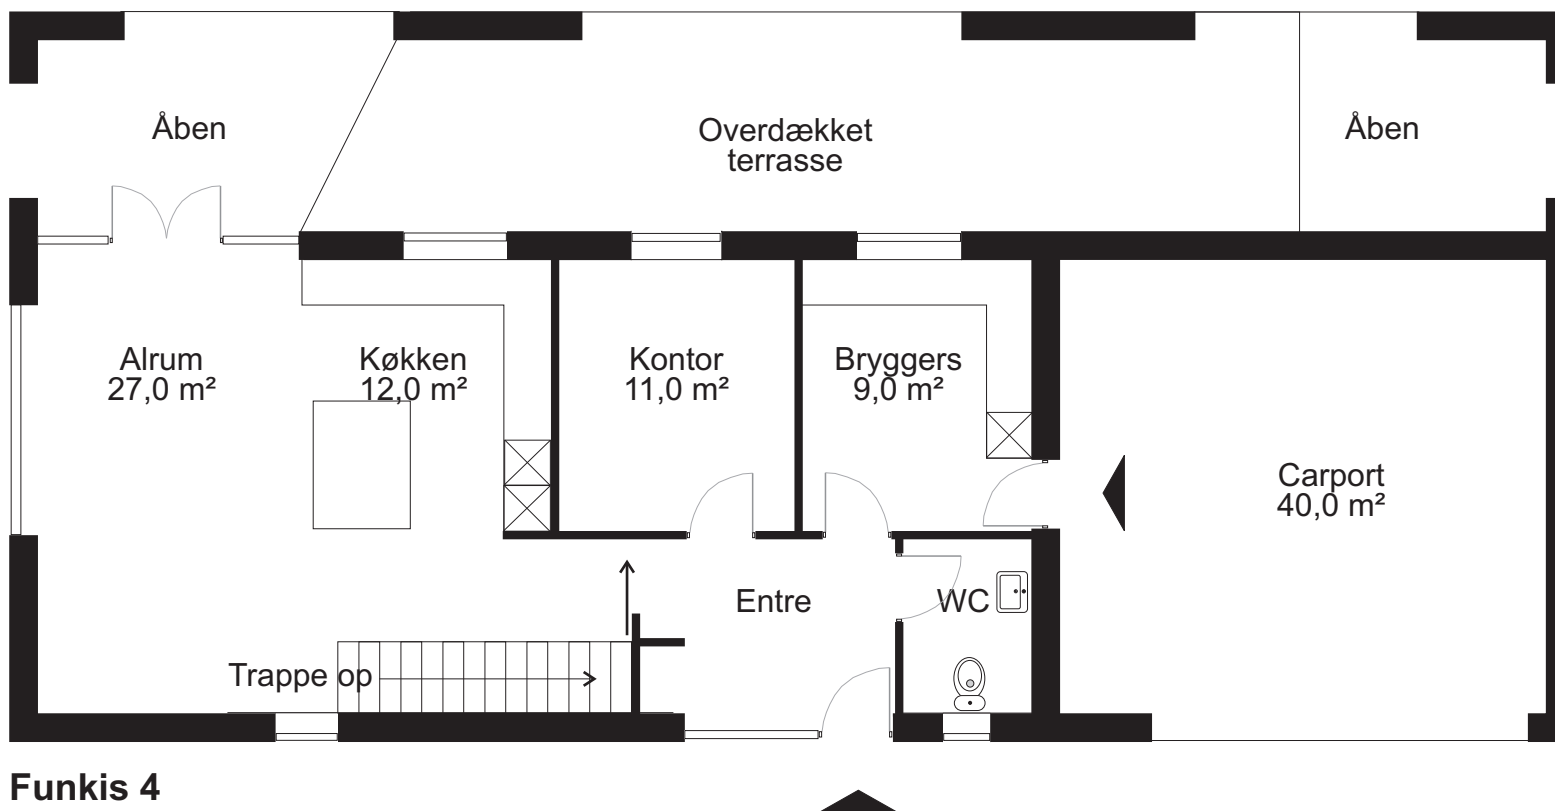 Åben
Overdækket
terrasse
Åben
Alrum
27,0 m²
Køkken
12,0 m²
Kontor
11,0 m²
Bryggers
9,0 m²
Carport
40,0 m²
Entre
WC
Trappe op
Funkis 4